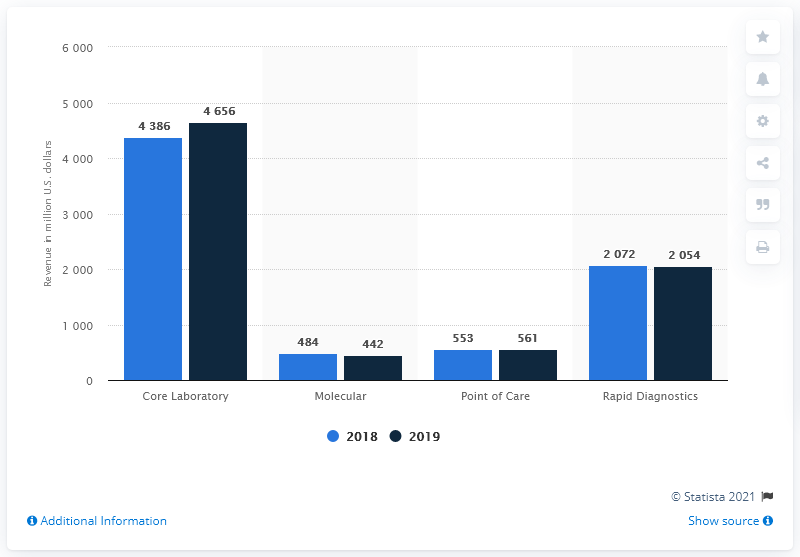 6 000
5 000
4 000
3 000
2 000
1 000
0
Revenue in million U.S. dollars
4 386
4 656
484
442
553
561
2 072
2 054
Core Laboratory
Molecular
Point of Care
Rapid Diagnostics
2018
2019
© Statista 2021
Additional Information
Show source